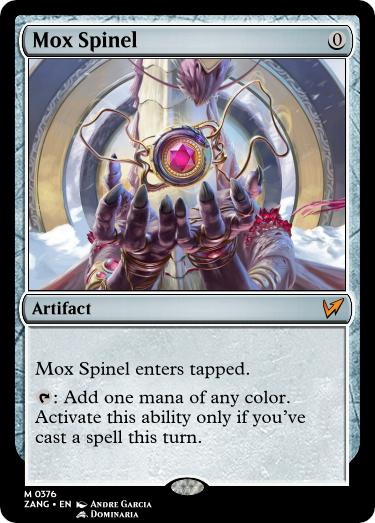 Mox Spinel 0
Artifact
Mox Spinel enters tapped.
: Add one mana of any color.
Activate this ability only if you've
cast a spell this turn.
M 0376
ZANG • EN Andre Garcia
Dominaria